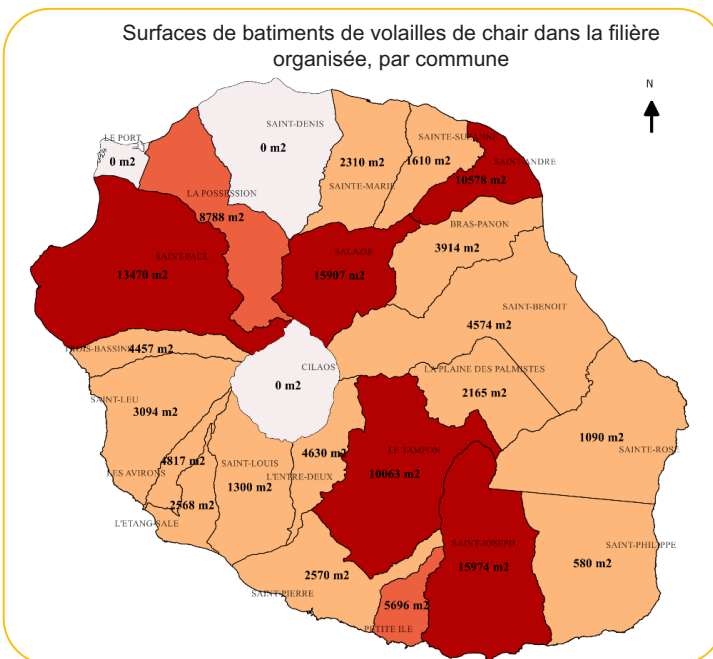 Surfaces de batiments de volailles de chair dans la filière
organisée, par commune
N
SAINT-DENIS
0 m2
LE PORT
0 m2
SAINTE-SUZANNE
1610 m2
2310 m2
SAINTE-MARIE
SAINT-ANDRE
10578 m2
LA POSSESSION
8788 m2
BRAS-PANON
3914 m2
SAINT-PAUL
13470 m2
SALAZIE
15907 m2
SAINT-BENOIT
4574 m2
TROIS-BASSINS
4457 m2
CILAOS
0 m2
LA PLAINE DES PALMISTES
2165 m2
SAINT-LEU
3094 m2
1090 m2
SAINTE-ROSE
4817 m2
LES AVIRONS
SAINT-LOUIS
1300 m2
4630 m2
L'ENTRE-DEUX
LE TAMPON
10063 m2
2568 m2
L'ETANG-SALE
SAINT-JOSEPH
15974 m2
SAINT-PHILIPPE
580 m2
2570 m2
SAINT-PIERRE
5696 m2
PETITE ILE